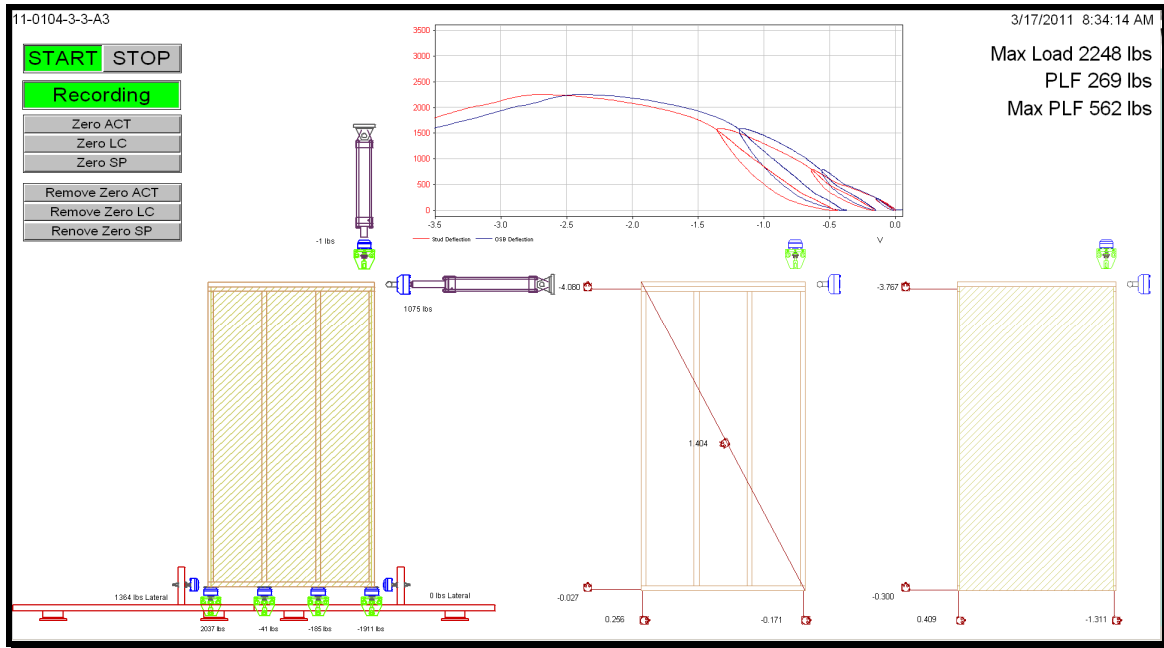 11-0104-3-3-A3
3/17/2011 8:34:14 AM
START STOP
Recording
Zero ACT
Zero LC
Zero SP
Remove Zero ACT
Remove Zero LC
Renove Zero SP
Max Load 2248 lbs
PLF 269 lbs
Max PLF 562 lbs
3500
3000
2500
2000
1500
1000
500
0
-3.5 -3.0 -2.5 -2.0 -1.5 -1.0 -0.5 0.0
Stud Deflection OSB Deflection V
-1 lbs
1075 lbs
-4.080
-3.767
1.404
1364 lbs Lateral
0 lbs Lateral
-0.027
-0.300
2037 lbs -41 lbs -185 lbs -1911 lbs
0.256 -0.171
0.409 -1.311